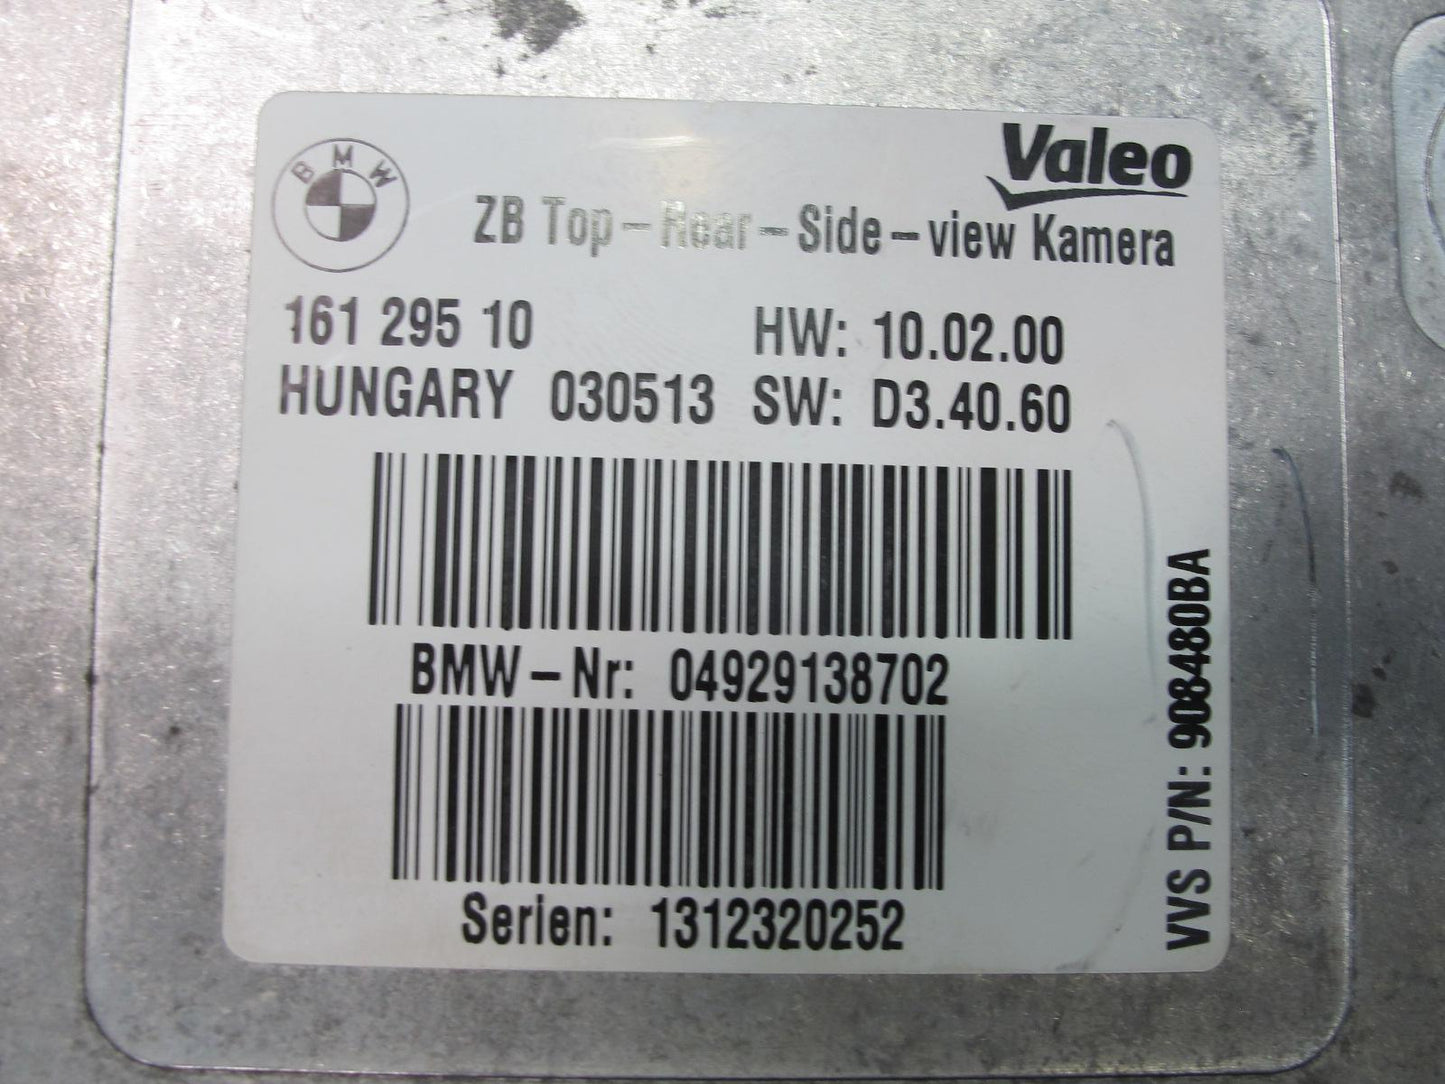 BMW
Valeo
ZB Top-Rear-Side-view Kamera
161 295 10 HW: 10.02.00
HUNGARY 030513 SW: D3.40.60
BMW-Nr: 04929138702
Serien: 1312320252
VVS P/N: 908480BA